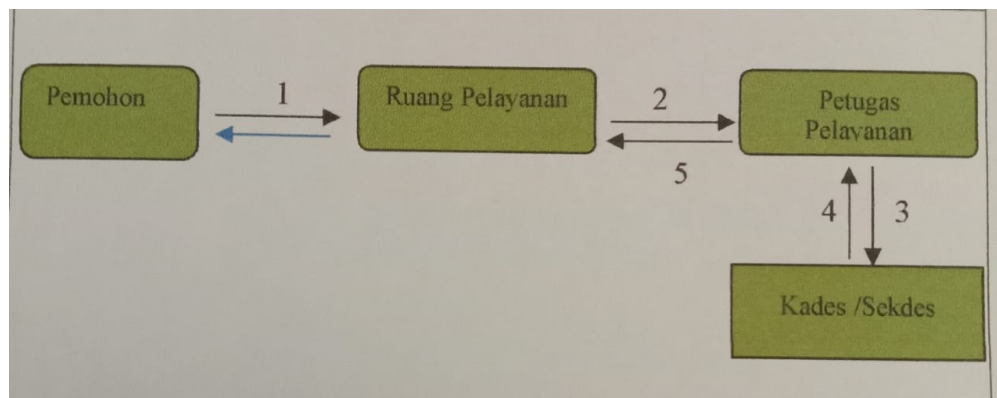 Pemohon
1
Ruang Pelayanan
2
5
Petugas
Pelayanan
4
3
Kades /Sekdes